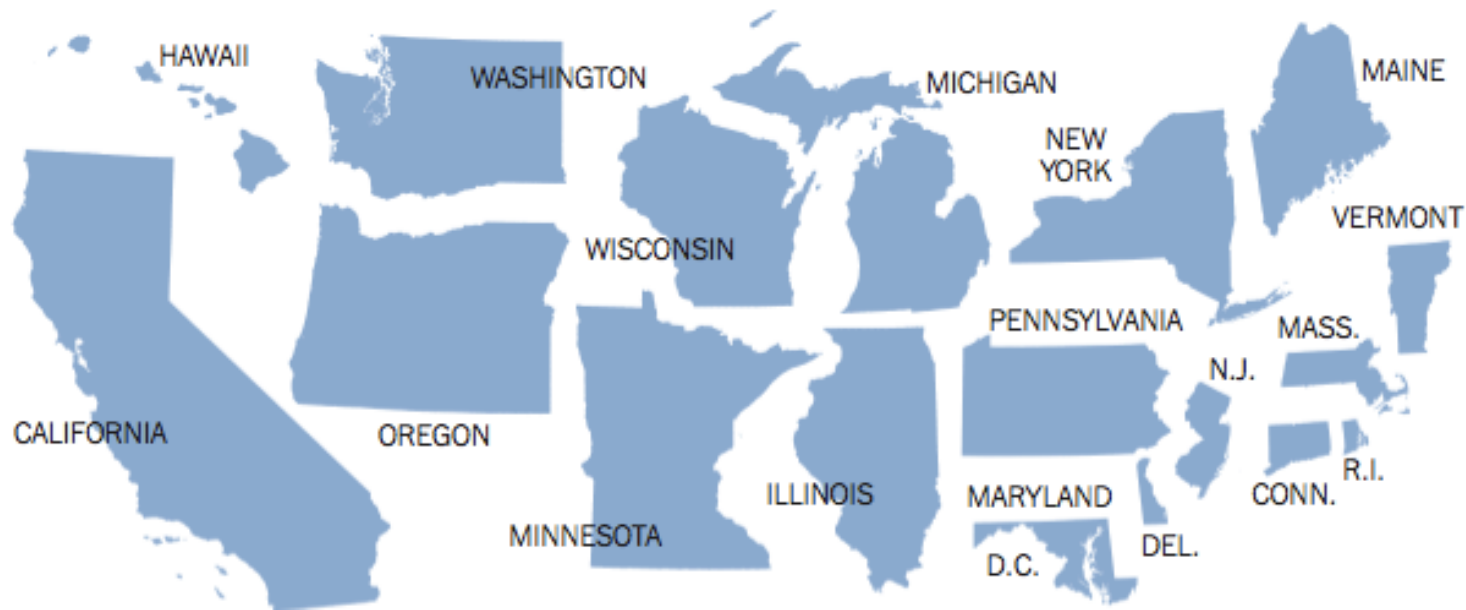 HAWAII
WASHINGTON
MICHIGAN
MAINE
NEW
YORK
VERMONT
WISCONSIN
PENNSYLVANIA
MASS.
N.J.
CALIFORNIA
OREGON
R.I.
ILLINOIS
MARYLAND
CONN.
MINNESOTA
DEL.
D.C.